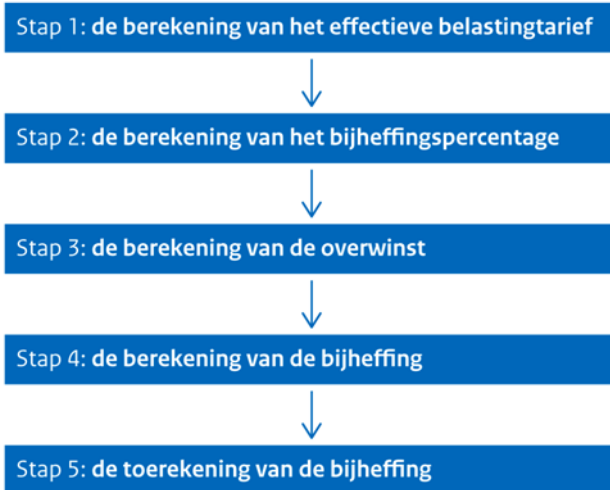 Stap 1: de berekening van het effectieve belastingtarief
Stap 2: de berekening van het bijheffingspercentage
Stap 3: de berekening van de overwinst
Stap 4: de berekening van de bijheffing
Stap 5: de toerekening van de bijheffing